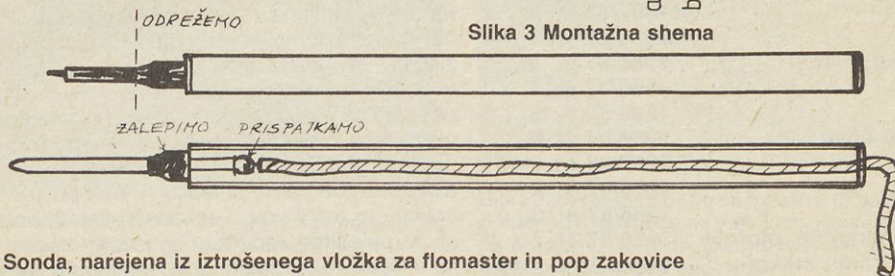 ODREŽEMO
Slika 3 Montažna shema
ZALEPIMO PRISPAJKAMO
Sonda, narejena iz iztrošenega vložka za flomaster in pop zakovice